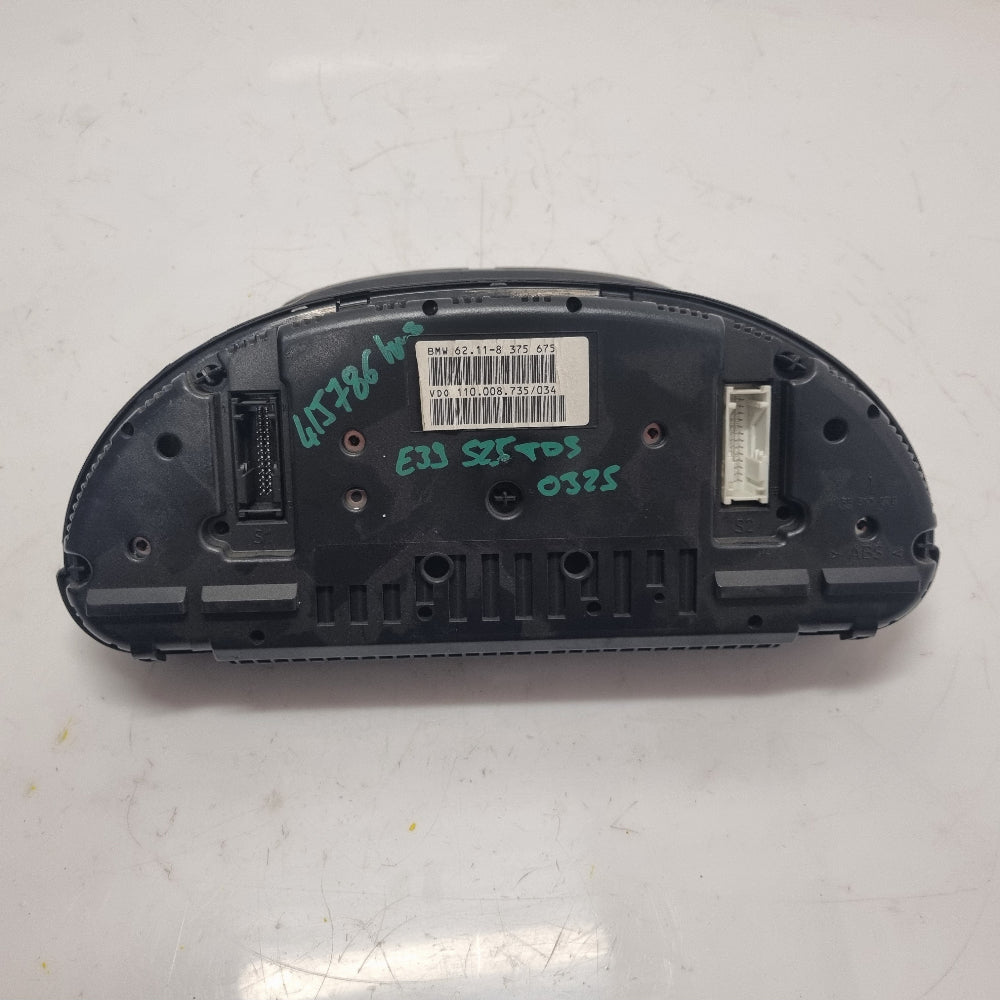 415786 kms
BMW 62.11-8 375 675
VDO 110.008.735/034
E39 525 TDS
0325
S1
S2
> ABS <